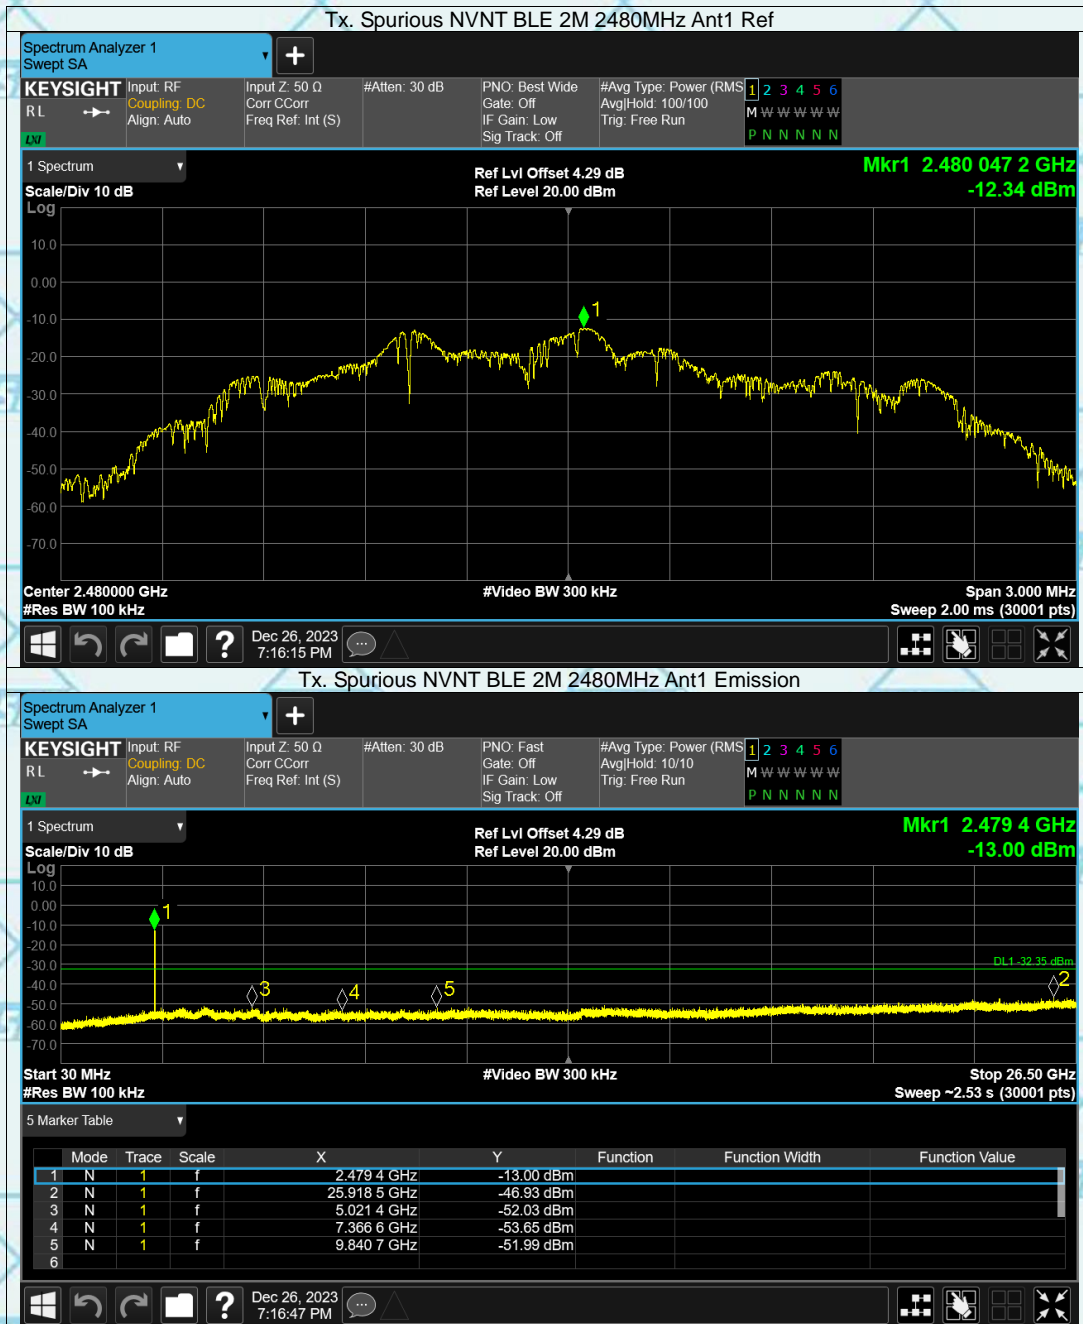 Tx. Spurious NVNT BLE 2M 2480MHz Ant1 Ref
Spectrum Analyzer 1
Swept SA
+
KEYSIGHT Input: RF Input Z: 50 Ω #Atten: 30 dB PNO: Best Wide #Avg Type: Power (RMS 1 2 3 4 5 6
R L Coupling: DC Corr CCorr Gate: Off Avg|Hold: 100/100 M W W W W W
Align: Auto Freq Ref: Int (S) IF Gain: Low Trig: Free Run
LXI Sig Track: Off P N N N N N
1 Spectrum
Ref Lvl Offset 4.29 dB Mkr1 2.480 047 2 GHz
Scale/Div 10 dB Ref Level 20.00 dBm -12.34 dBm
Log
10.0
0.00
1
-10.0
-20.0
-30.0
-40.0
-50.0
-60.0
-70.0
Center 2.480000 GHz #Video BW 300 kHz Span 3.000 MHz
#Res BW 100 kHz Sweep 2.00 ms (30001 pts)
? Dec 26, 2023
7:16:15 PM
Tx. Spurious NVNT BLE 2M 2480MHz Ant1 Emission
Spectrum Analyzer 1
Swept SA
+
KEYSIGHT Input: RF Input Z: 50 Ω #Atten: 30 dB PNO: Fast #Avg Type: Power (RMS 1 2 3 4 5 6
R L Coupling: DC Corr CCorr Gate: Off Avg|Hold: 10/10 M W W W W W
Align: Auto Freq Ref: Int (S) IF Gain: Low Trig: Free Run
LXI Sig Track: Off P N N N N N
1 Spectrum
Ref Lvl Offset 4.29 dB Mkr1 2.479 4 GHz
Scale/Div 10 dB Ref Level 20.00 dBm -13.00 dBm
Log
10.0
0.00 1
-10.0
-20.0
-30.0 DL1 -32.35 dBm
-40.0 3 4 5 2
-50.0
-60.0
-70.0
Start 30 MHz #Video BW 300 kHz Stop 26.50 GHz
#Res BW 100 kHz Sweep ~2.53 s (30001 pts)
5 Marker Table
Mode Trace Scale X Y Function Function Width Function Value
1 N 1 f 2.479 4 GHz -13.00 dBm
2 N 1 f 25.918 5 GHz -46.93 dBm
3 N 1 f 5.021 4 GHz -52.03 dBm
4 N 1 f 7.366 6 GHz -53.65 dBm
5 N 1 f 9.840 7 GHz -51.99 dBm
6
? Dec 26, 2023
7:16:47 PM